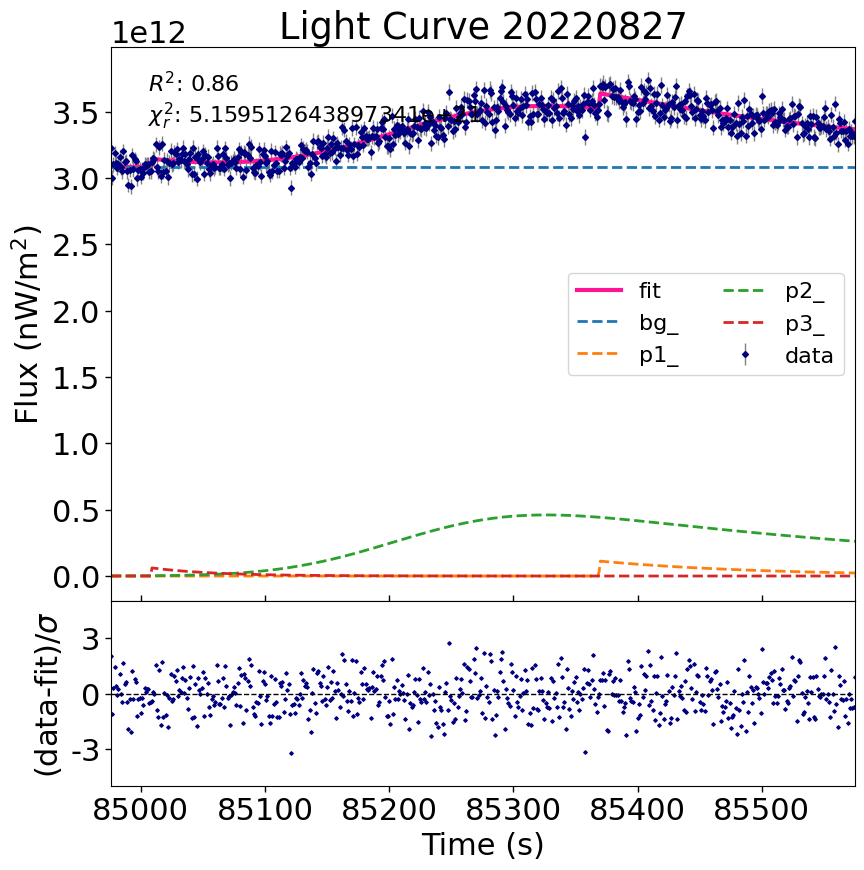 Light Curve 20220827
1e12
R²: 0.86
χ²ᵣ: 5.15951264389734
3.5
3.0
2.5
2.0
1.5
1.0
0.5
0.0
Flux (nW/m²)
fit
bg_
p1_
p2_
p3_
data
3
0
-3
(data-fit)/σ
85000 85100 85200 85300 85400 85500
Time (s)